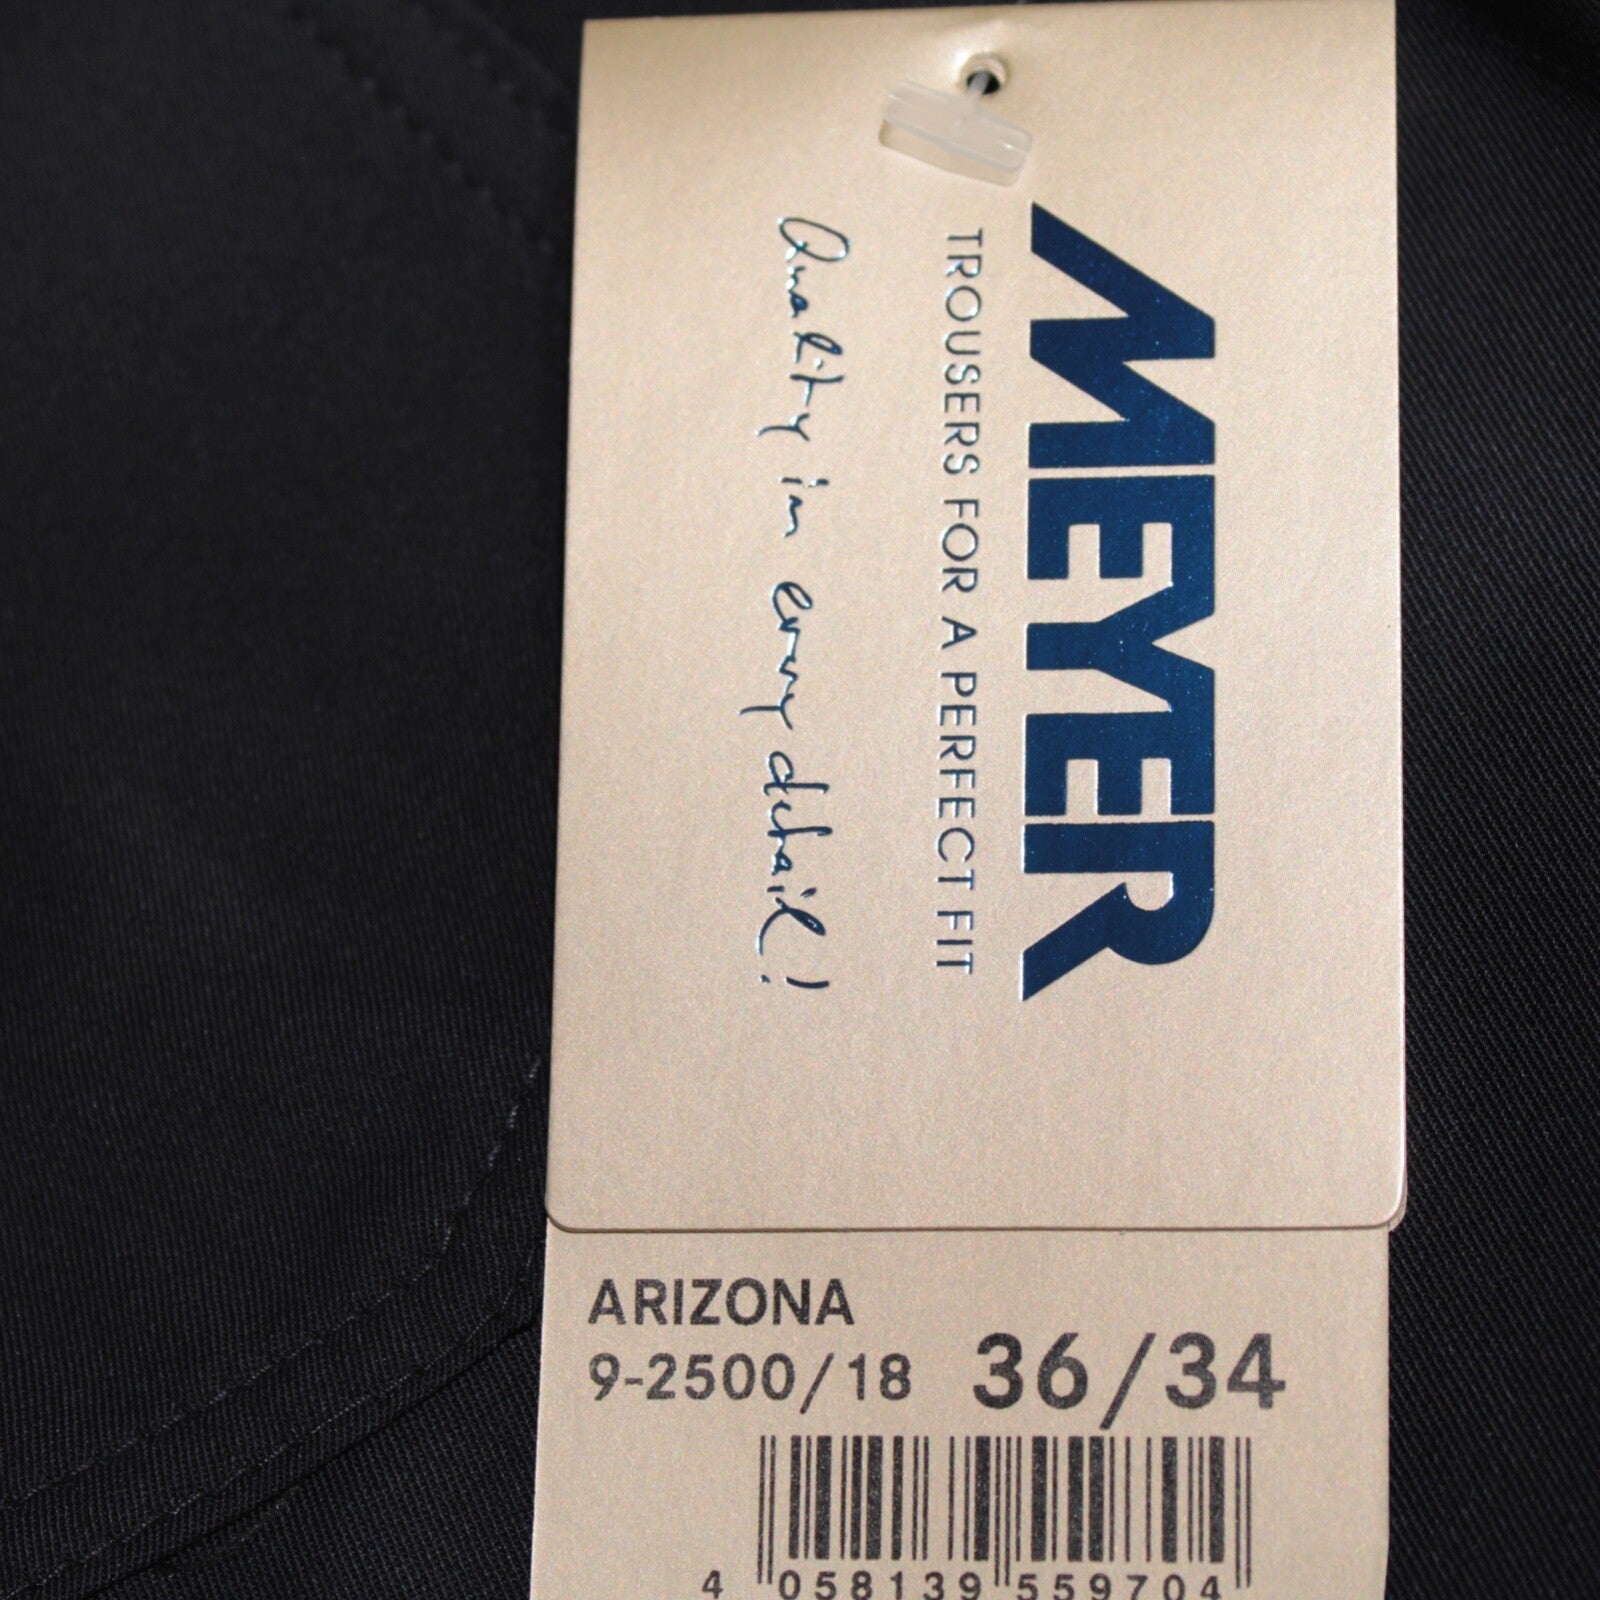 MEYER
TROUSERS FOR A PERFECT FIT
Quality in every detail!
ARIZONA
9-2500/18 36/34
4 058139 559704